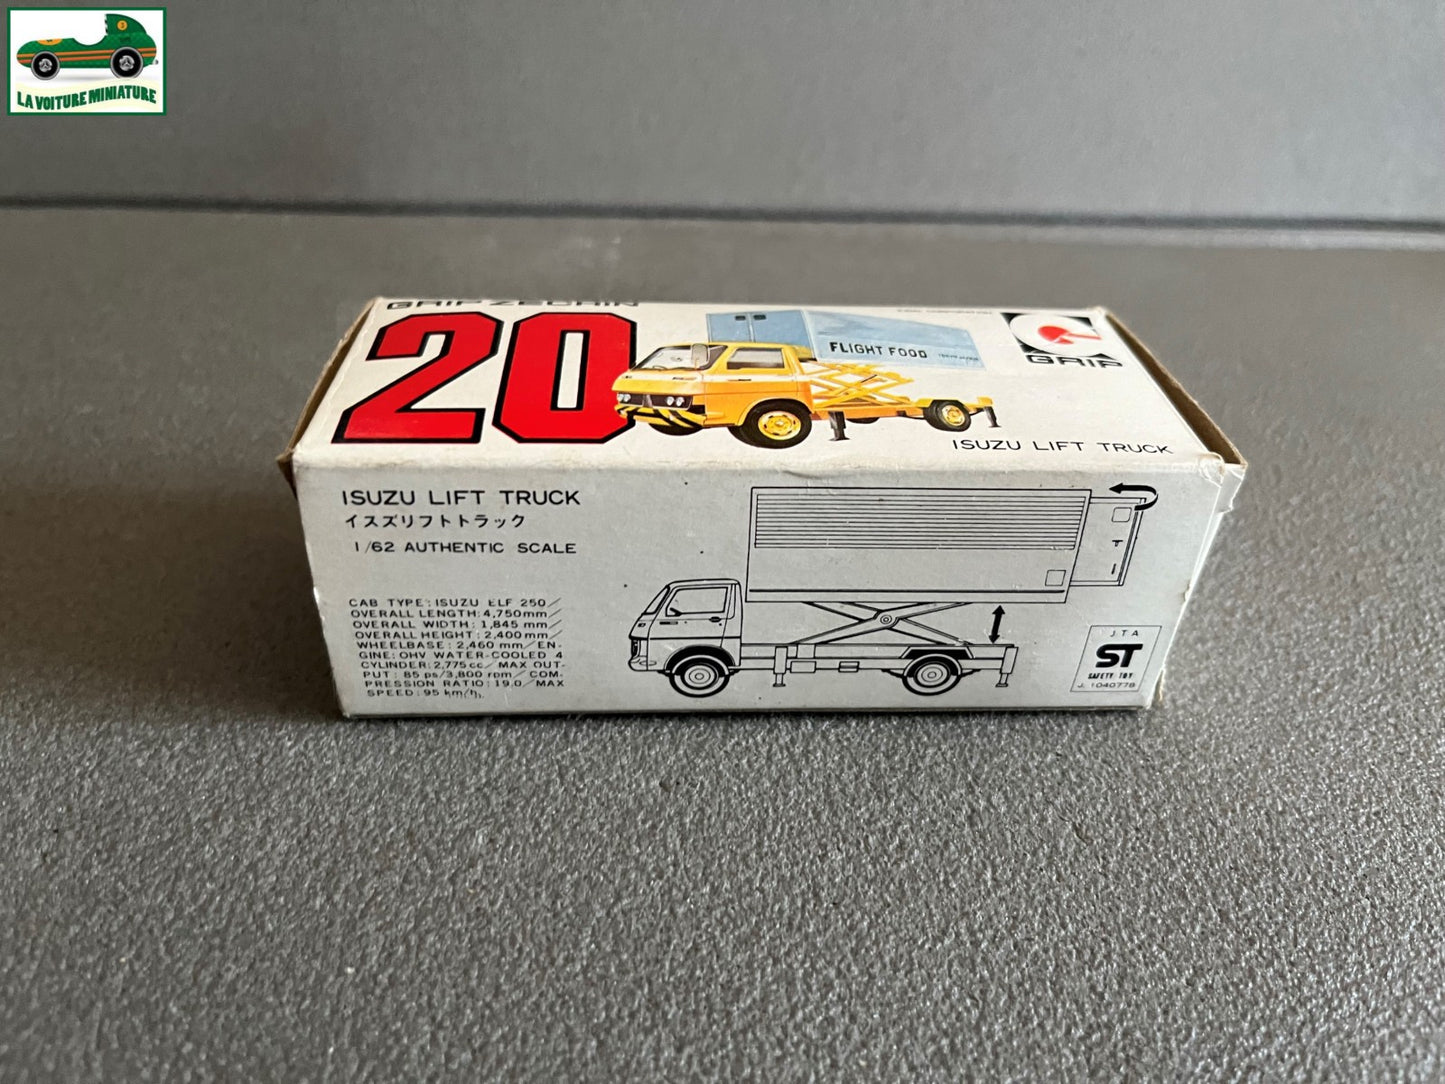 LA VOITURE MINIATURE
GRIP ZECHIN
20
FLIGHT FOOD
GRIP
ISUZU LIFT TRUCK
ISUZU LIFT TRUCK
イスズリフトトラック
1/62 AUTHENTIC SCALE
CAB TYPE: ISUZU ELF 250/
OVERALL LENGTH: 4,750mm/
OVERALL WIDTH: 1,845 mm/
OVERALL HEIGHT: 2,400mm/
WHEELBASE: 2,460 mm/EN-
GINE: OHV WATER-COOLED 4
CYLINDER: 2,775cc/MAX OUT-
PUT: 85 ps/3,800 rpm/COM-
PRESSION RATIO: 19.0/MAX
SPEED: 95 km/h.
J.T.A
ST
SAFETY TOY
J. 1040778